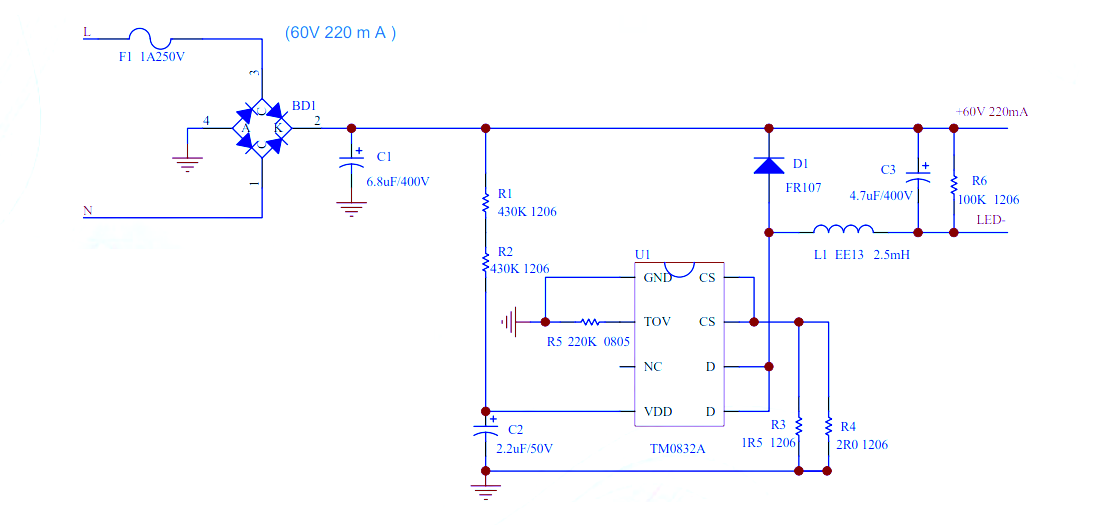 L
(60V 220 m A )
F1 1A250V
3
BD1
4
2
A
K
1
N
+60V 220mA
C1
6.8uF/400V
D1
FR107
C3
4.7uF/400V
R6
100K 1206
LED-
R1
430K 1206
L1 EE13 2.5mH
R2
430K 1206
U1
GND
CS
TOV
CS
R5 220K 0805
NC
D
VDD
D
C2
2.2uF/50V
TM0832A
R3
1R5 1206
R4
2R0 1206